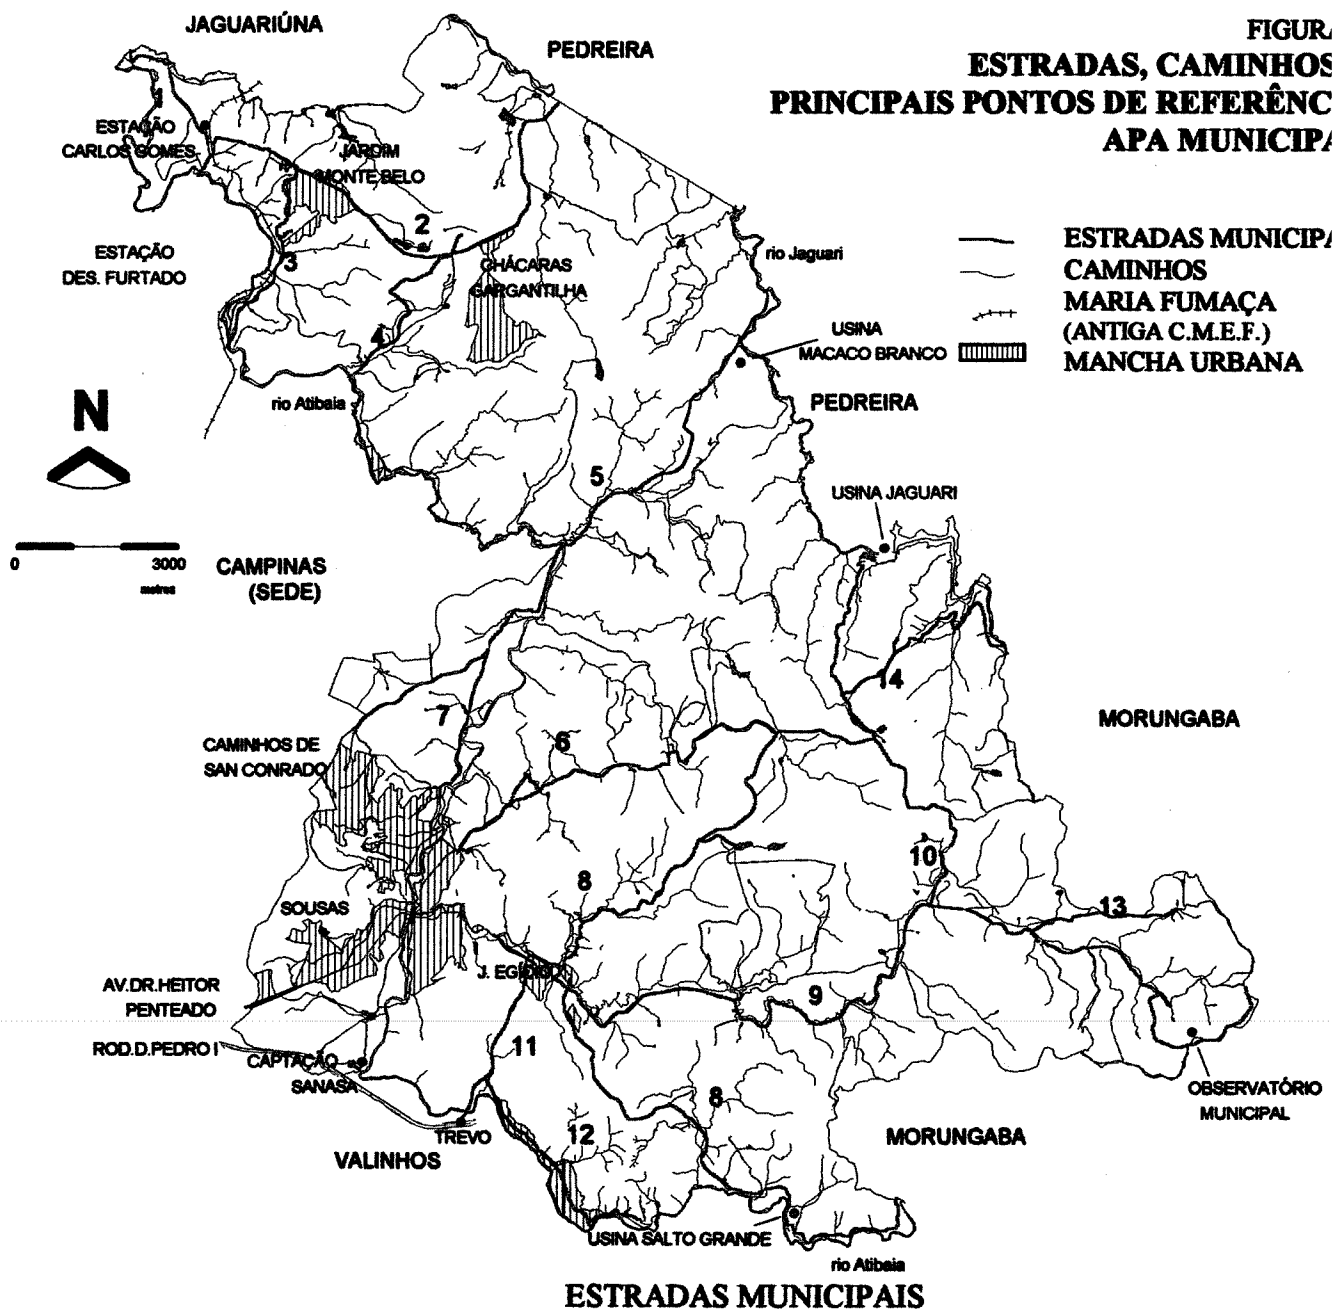 JAGUARIÚNA
PEDREIRA
FIGURA
ESTRADAS, CAMINHOS
PRINCIPAIS PONTOS DE REFERÊNC
APA MUNICIPA
1
ESTAÇÃO
CARLOS GOMES
JARDIM
MONTE BELO
2
ESTAÇÃO
DES. FURTADO
3
CHÁCARAS
GARGANTILHA
rio Jaguari
ESTRADAS MUNICIPA
CAMINHOS
MARIA FUMAÇA
(ANTIGA C.M.E.F.)
MANCHA URBANA
4
USINA
MACACO BRANCO
rio Atibaia
PEDREIRA
N
5
USINA JAGUARI
0 3000
metros
CAMPINAS
(SEDE)
14
MORUNGABA
7
6
CAMINHOS DE
SAN CONRADO
10
8
13
SOUSAS
J. EGÍDIO
AV.DR.HEITOR
PENTEADO
9
ROD.D.PEDRO I
CAPTAÇÃO
SANASA
11
8
OBSERVATÓRIO
MUNICIPAL
TREVO
12
VALINHOS
MORUNGABA
USINA SALTO GRANDE
rio Atibaia
ESTRADAS MUNICIPAIS